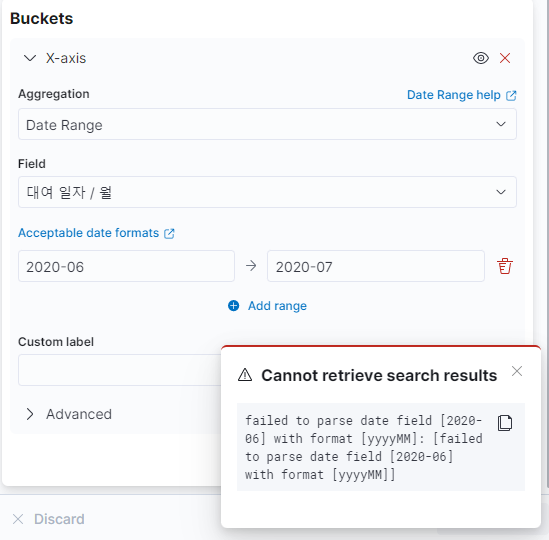 Buckets
X-axis
Aggregation
Date Range help
Date Range
Field
대여 일자 / 월
Acceptable date formats
2020-06
2020-07
Add range
Custom label
Cannot retrieve search results
failed to parse date field [2020-
06] with format [yyyyMM]: [failed
to parse date field [2020-06]
with format [yyyyMM]]
Advanced
Discard